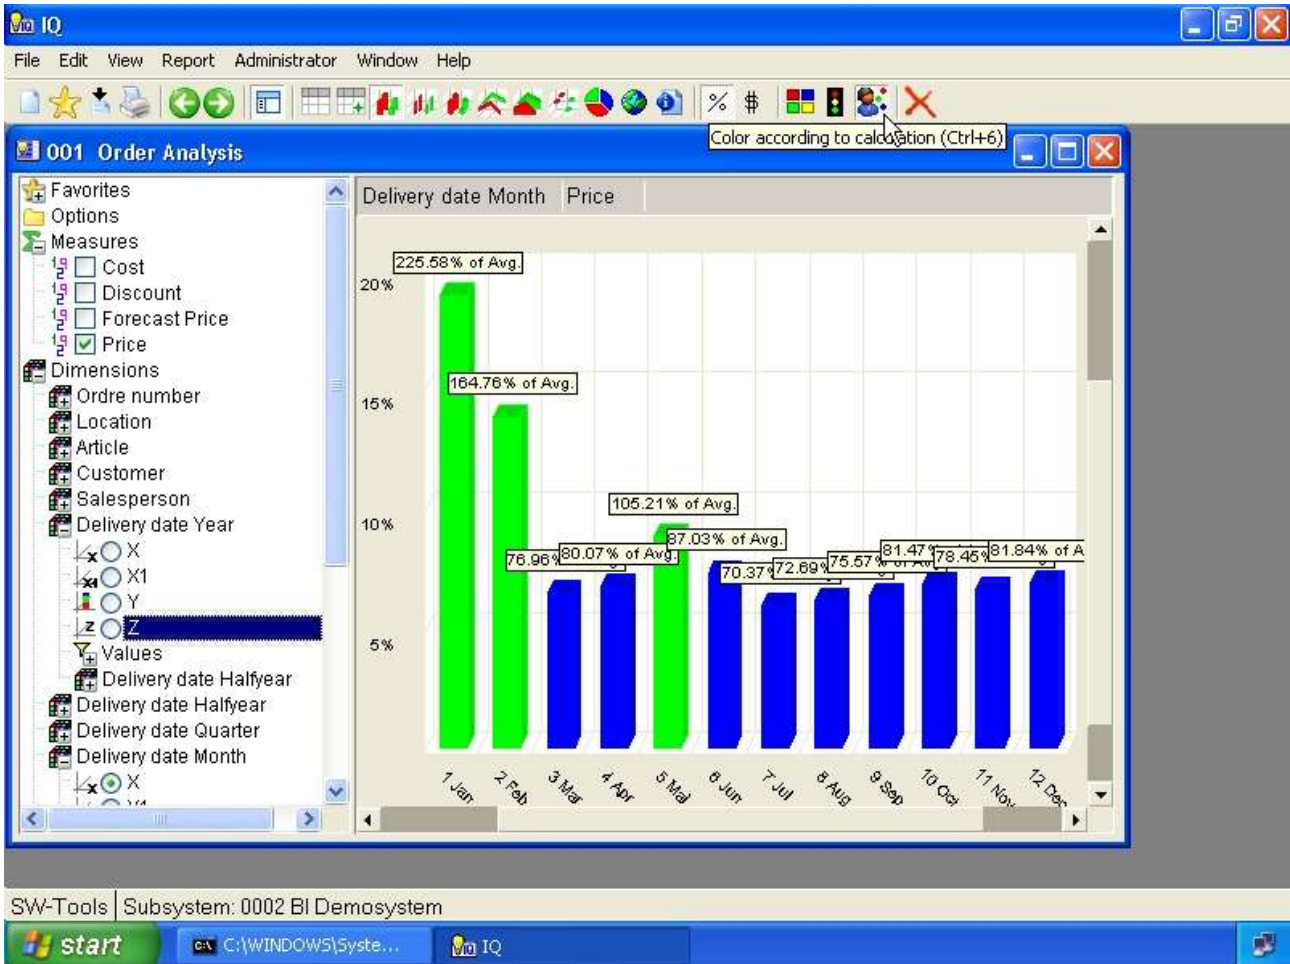 IQ
File Edit View Report Administrator Window Help
% $
Color according to calculation (Ctrl+6)
001 Order Analysis
Favorites
Options
Measures
Cost
Discount
Forecast Price
Price
Dimensions
Ordre number
Location
Article
Customer
Salesperson
Delivery date Year
X
X1
Y
Z
Values
Delivery date Halfyear
Delivery date Halfyear
Delivery date Quarter
Delivery date Month
X
Delivery date Month Price
225.58% of Avg.
20%
164.76% of Avg.
15%
105.21% of Avg.
10%
87.03% of Avg.
76.96%
80.07% of Avg.
70.37%
72.69%
75.57%
81.47%
78.45%
81.84% of A
5%
1 Jan 2 Feb 3 Mar 4 Apr 5 Maj 6 Jun 7 Jul 8 Aug 9 Sep 10 Oct 11 Nov 12 Dec
SW-Tools Subsystem: 0002 BI Demosystem
start C:\WINDOWS\Syste... IQ